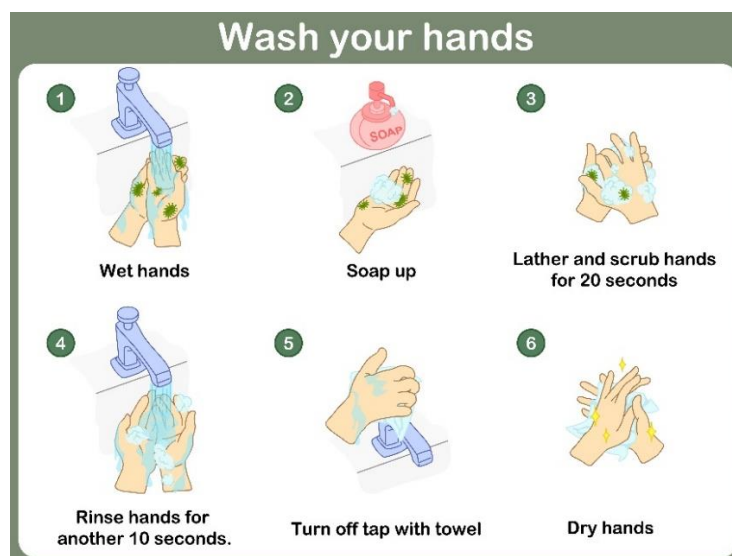 Wash your hands
1
Wet hands
2
SOAP
Soap up
3
Lather and scrub hands
for 20 seconds
4
Rinse hands for
another 10 seconds.
5
Turn off tap with towel
6
Dry hands